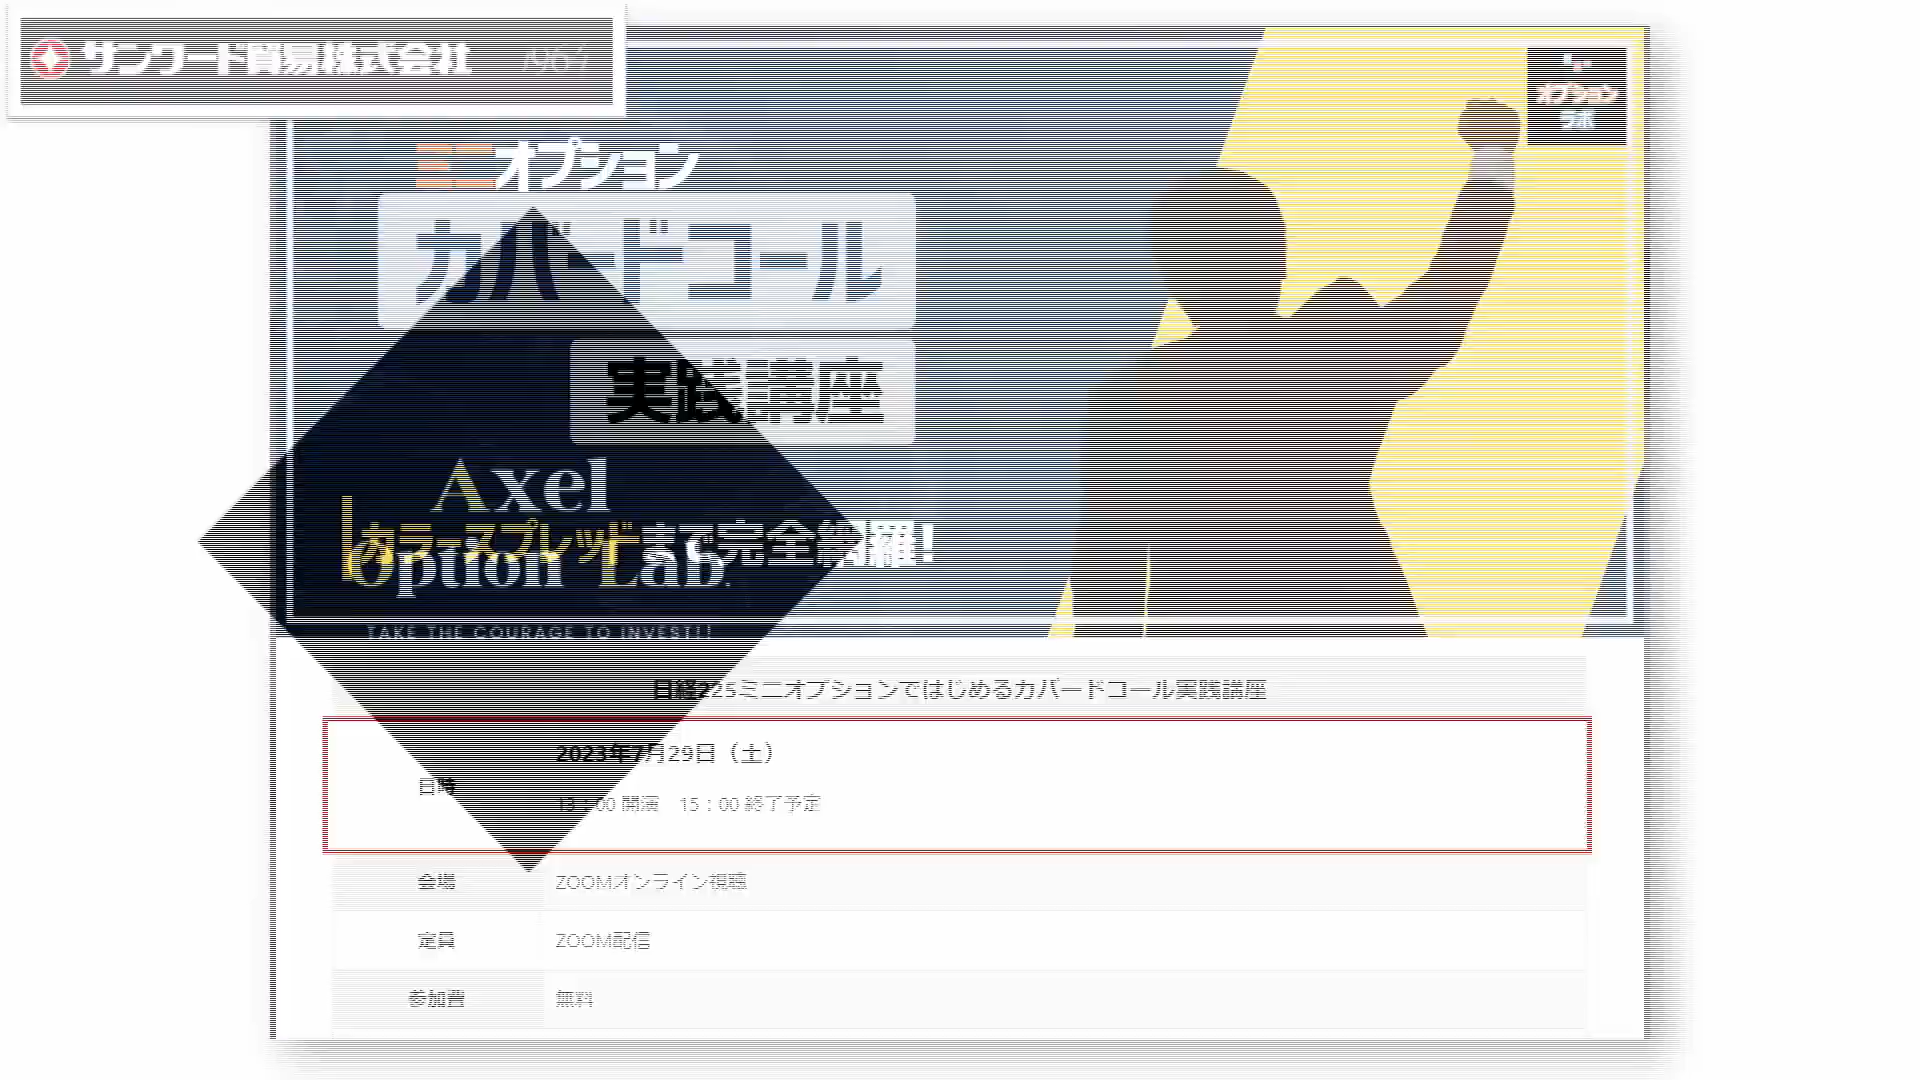 サンワード貿易株式会社 1964
オプション
ラボ
ミニオプション
カバードコール
実践講座
Axel
カラースプレッドまで完全網羅!
Option Lab.
TAKE THE COURAGE TO INVEST!!
日経225ミニオプションではじめるカバードコール実践講座
日時
2023年7月29日（土）
13：00 開演　15：00 終了予定
会場 ZOOMオンライン視聴
定員 ZOOM配信
参加費 無料